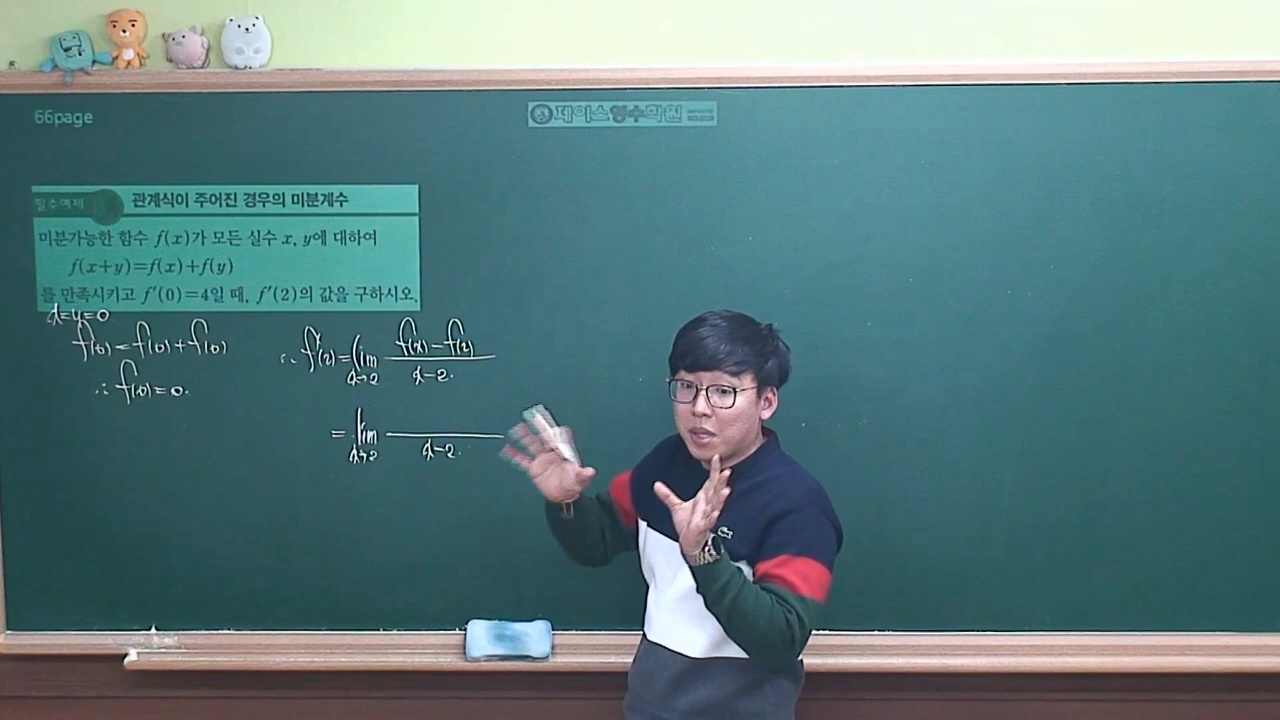 66page
제이스영수학원
필수예제 관계식이 주어진 경우의 미분계수
미분가능한 함수 f(x)가 모든 실수 x, y에 대하여
f(x+y)=f(x)+f(y)
를 만족시키고 f′(0)=4일 때, f′(2)의 값을 구하시오.
x=y=0
f(0)=f(0)+f(0)
∴ f(0)=0.
∴ f′(2)=lim x→2 f(x)-f(2) / x-2.
= lim x→2 / x-2.